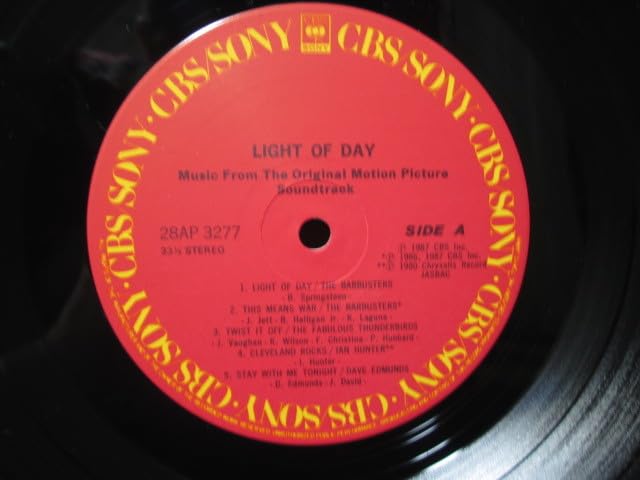 CBS/SONY · CBS SONY · CBS SONY · CBS/SONY · CBS SONY · CBS SONY
SONY
LIGHT OF DAY
Music From The Original Motion Picture
Soundtrack
28AP 3277
SIDE A
33⅓ STEREO
Ⓟ 1987 CBS Inc.
*Ⓟ 1986, 1987 CBS Inc.
**Ⓟ 1980 Chrysalis Record
JASRAC
1. LIGHT OF DAY / THE BARBUSTERS
- B. Springsteen -
2. THIS MEANS WAR / THE BARBUSTERS*
- J. Jett - B. Halligan Jr. - K. Laguna -
3. TWIST IT OFF / THE FABULOUS THUNDERBIRDS
- J. Vaughan - K. Wilson - F. Christina - P. Hubbard -
4. CLEVELAND ROCKS / IAN HUNTER**
- I. Hunter -
5. STAY WITH ME TONIGHT / DAVE EDMUNDS
- D. Edmunds - J. David -